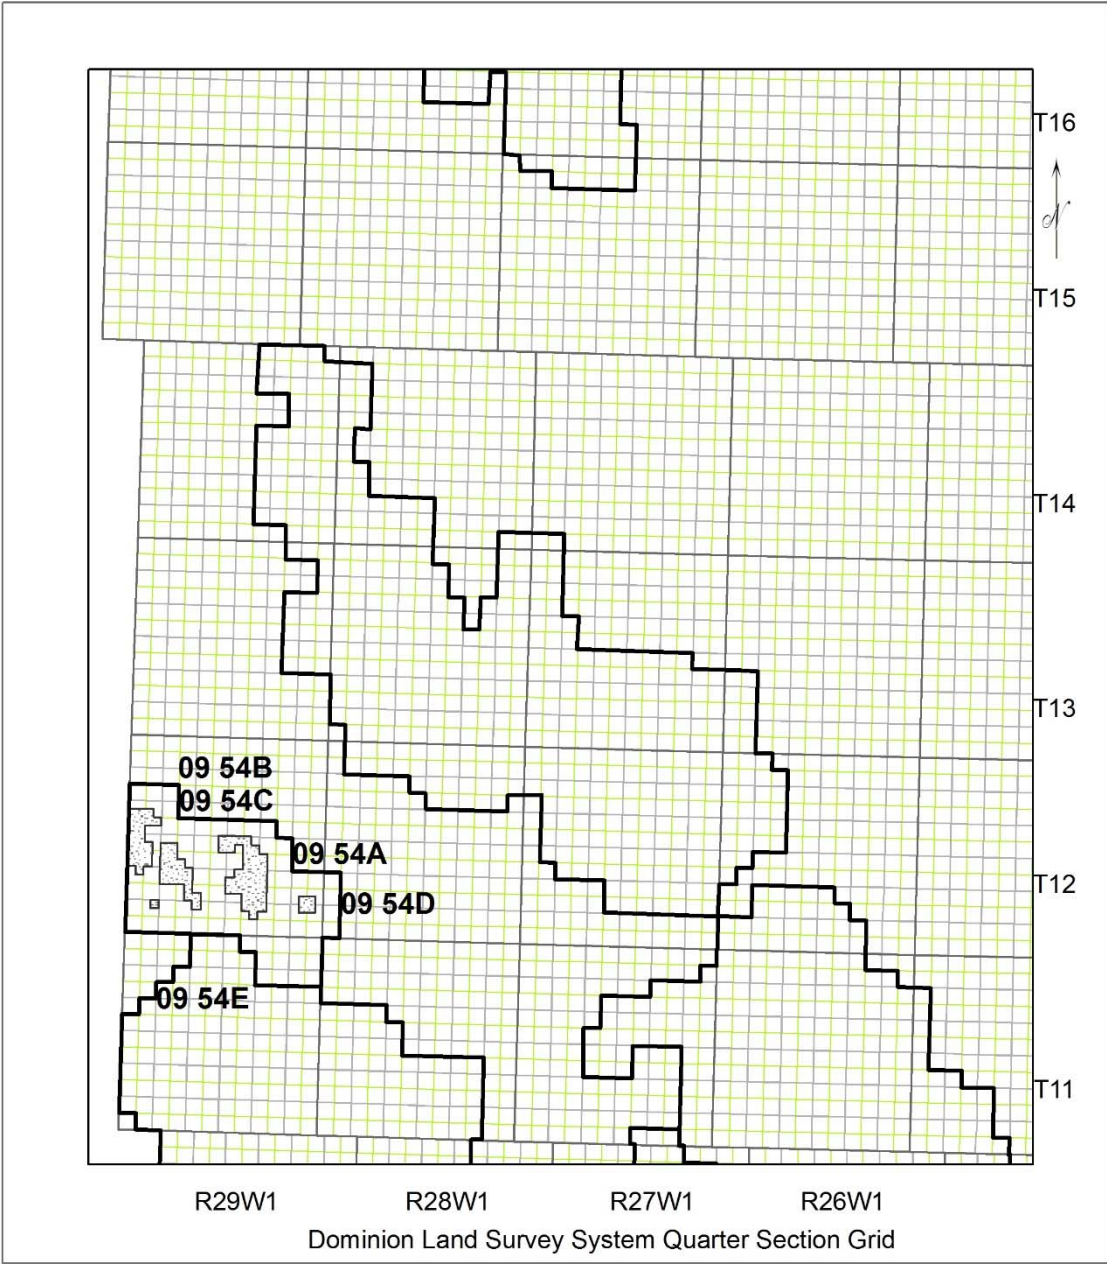 T16
N
T15
T14
T13
09 54B
09 54C
09 54A
T12
09 54D
09 54E
T11
R29W1 R28W1 R27W1 R26W1
Dominion Land Survey System Quarter Section Grid